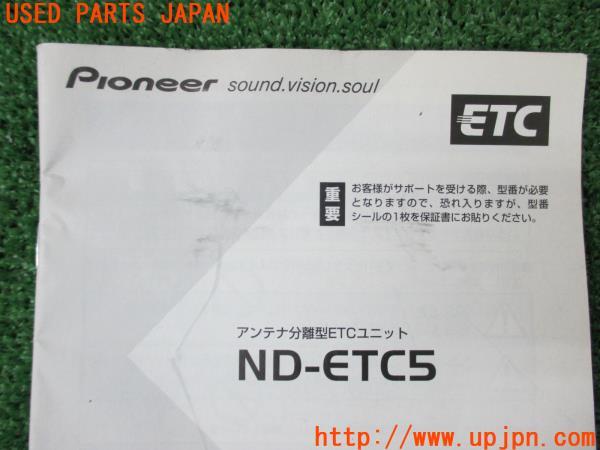 USED PARTS JAPAN
Pioneer sound.vision.soul
ETC
重要
お客様がサポートを受ける際、型番が必要
となりますので、恐れ入りますが、型番
シールの1枚を保証書にお貼りください。
アンテナ分離型ETCユニット
ND-ETC5
http://www.upjpn.com/